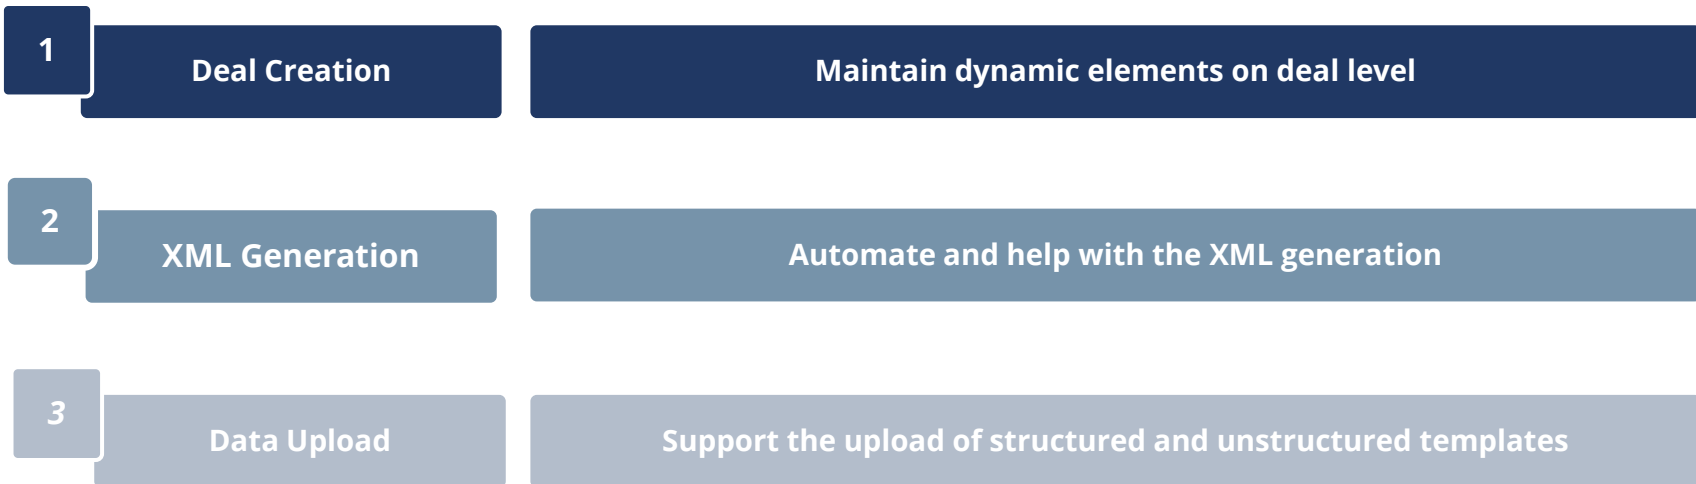 1
Deal Creation
Maintain dynamic elements on deal level
2
XML Generation
Automate and help with the XML generation
3
Data Upload
Support the upload of structured and unstructured templates